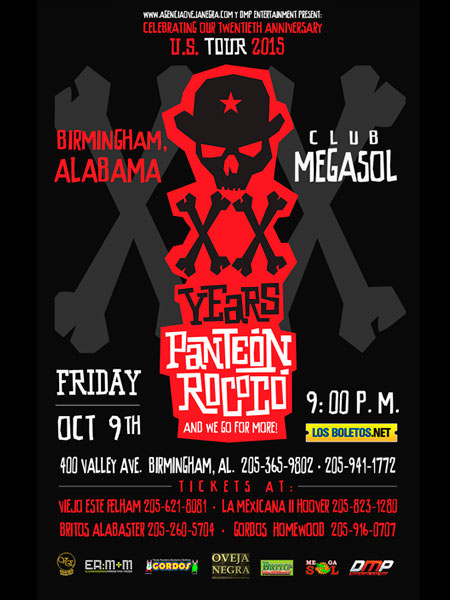 WWW.AGENCIAOVEJANEGRA.COM Y DMP ENTERTAINMENT PRESENT:
CELEBRATING OUR TWENTIETH ANNIVERSARY
U.S. TOUR 2015
BIRMINGHAM,
ALABAMA
CLUB
MEGASOL
XX
YEARS
PANTEÓN
ROCOCÓ
AND WE GO FOR MORE!
FRIDAY
OCT 9TH
9:00 P.M.
LOS BOLETOS.NET
400 VALLEY AVE. BIRMINGHAM, AL. 205-365-9802 · 205-941-1772
TICKETS AT:
VIEJO ESTE PELHAM 205-621-8081 · LA MEXICANA II HOOVER 205-823-1280
BRITOS ALABASTER 205-260-5704 · GORDOS HOMEWOOD 205-916-0707
EA:M+M
GORDOS
OVEJA
NEGRA
BRITO
MEGA
SOL
DMP